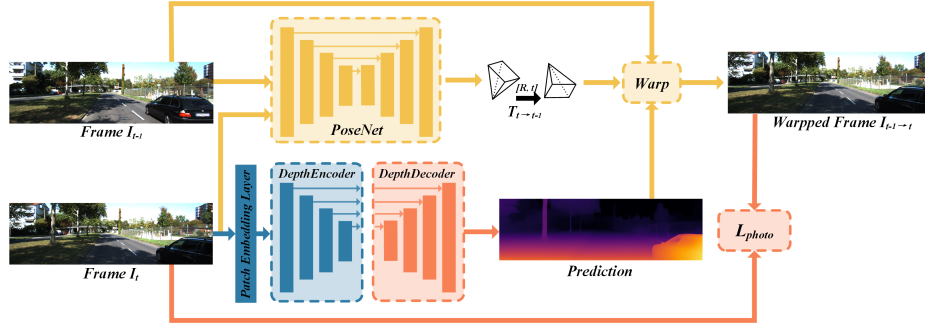 Frame I_{t-1}
PoseNet
[R, t]
T_{t→t-1}
Warp
Warpped Frame I_{t-1→t}
Patch Embedding Layer
DepthEncoder
DepthDecoder
Frame I_t
Prediction
L_{photo}